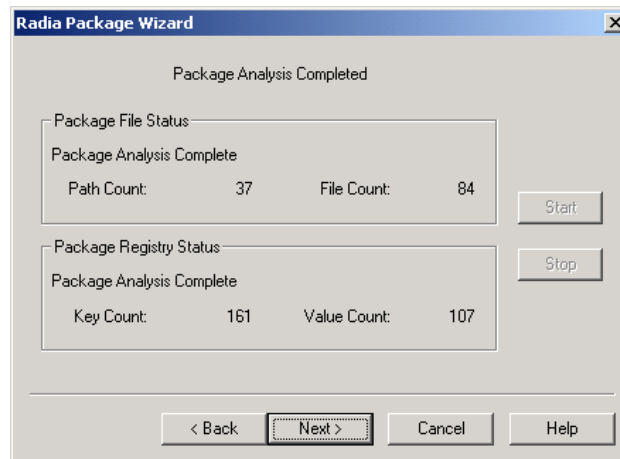 Radia Package Wizard
Package Analysis Completed
Package File Status
Package Analysis Complete
Path Count: 37 File Count: 84
Start
Package Registry Status
Stop
Package Analysis Complete
Key Count: 161 Value Count: 107
< Back Next > Cancel Help